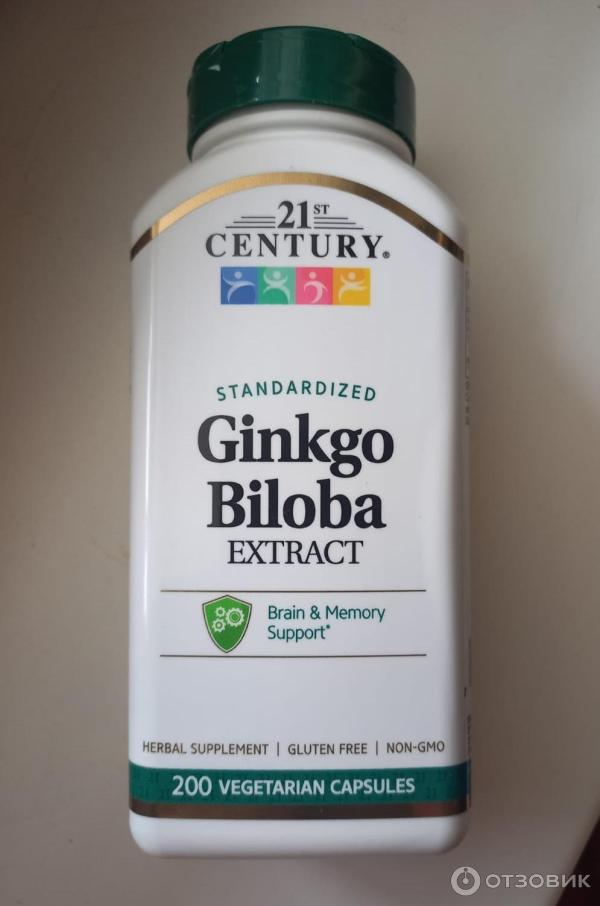 21ST
CENTURY®
STANDARDIZED
Ginkgo
Biloba
EXTRACT
Brain & Memory
Support*
HERBAL SUPPLEMENT | GLUTEN FREE | NON-GMO
200 VEGETARIAN CAPSULES
ОТЗОВИК